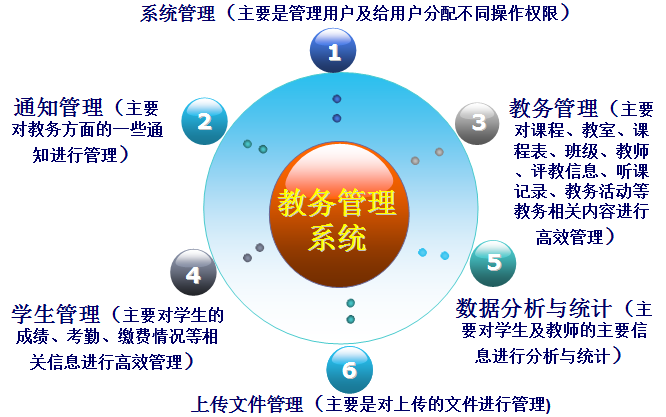 系统管理（主要是管理用户及给用户分配不同操作权限）
1
通知管理（主要
对教务方面的一些通
知进行管理）
2
3
教务管理（主要
对课程、教室、课
程表、班级、教师
、评教信息、听课
记录、教务活动等
教务相关内容进行
高效管理）
教务管理
系统
4
学生管理（主要对学生的
成绩、考勤、缴费情况等相
关信息进行高效管理）
5
数据分析与统计（主
要对学生及教师的主要信
息进行分析与统计）
6
上传文件管理（主要是对上传的文件进行管理)